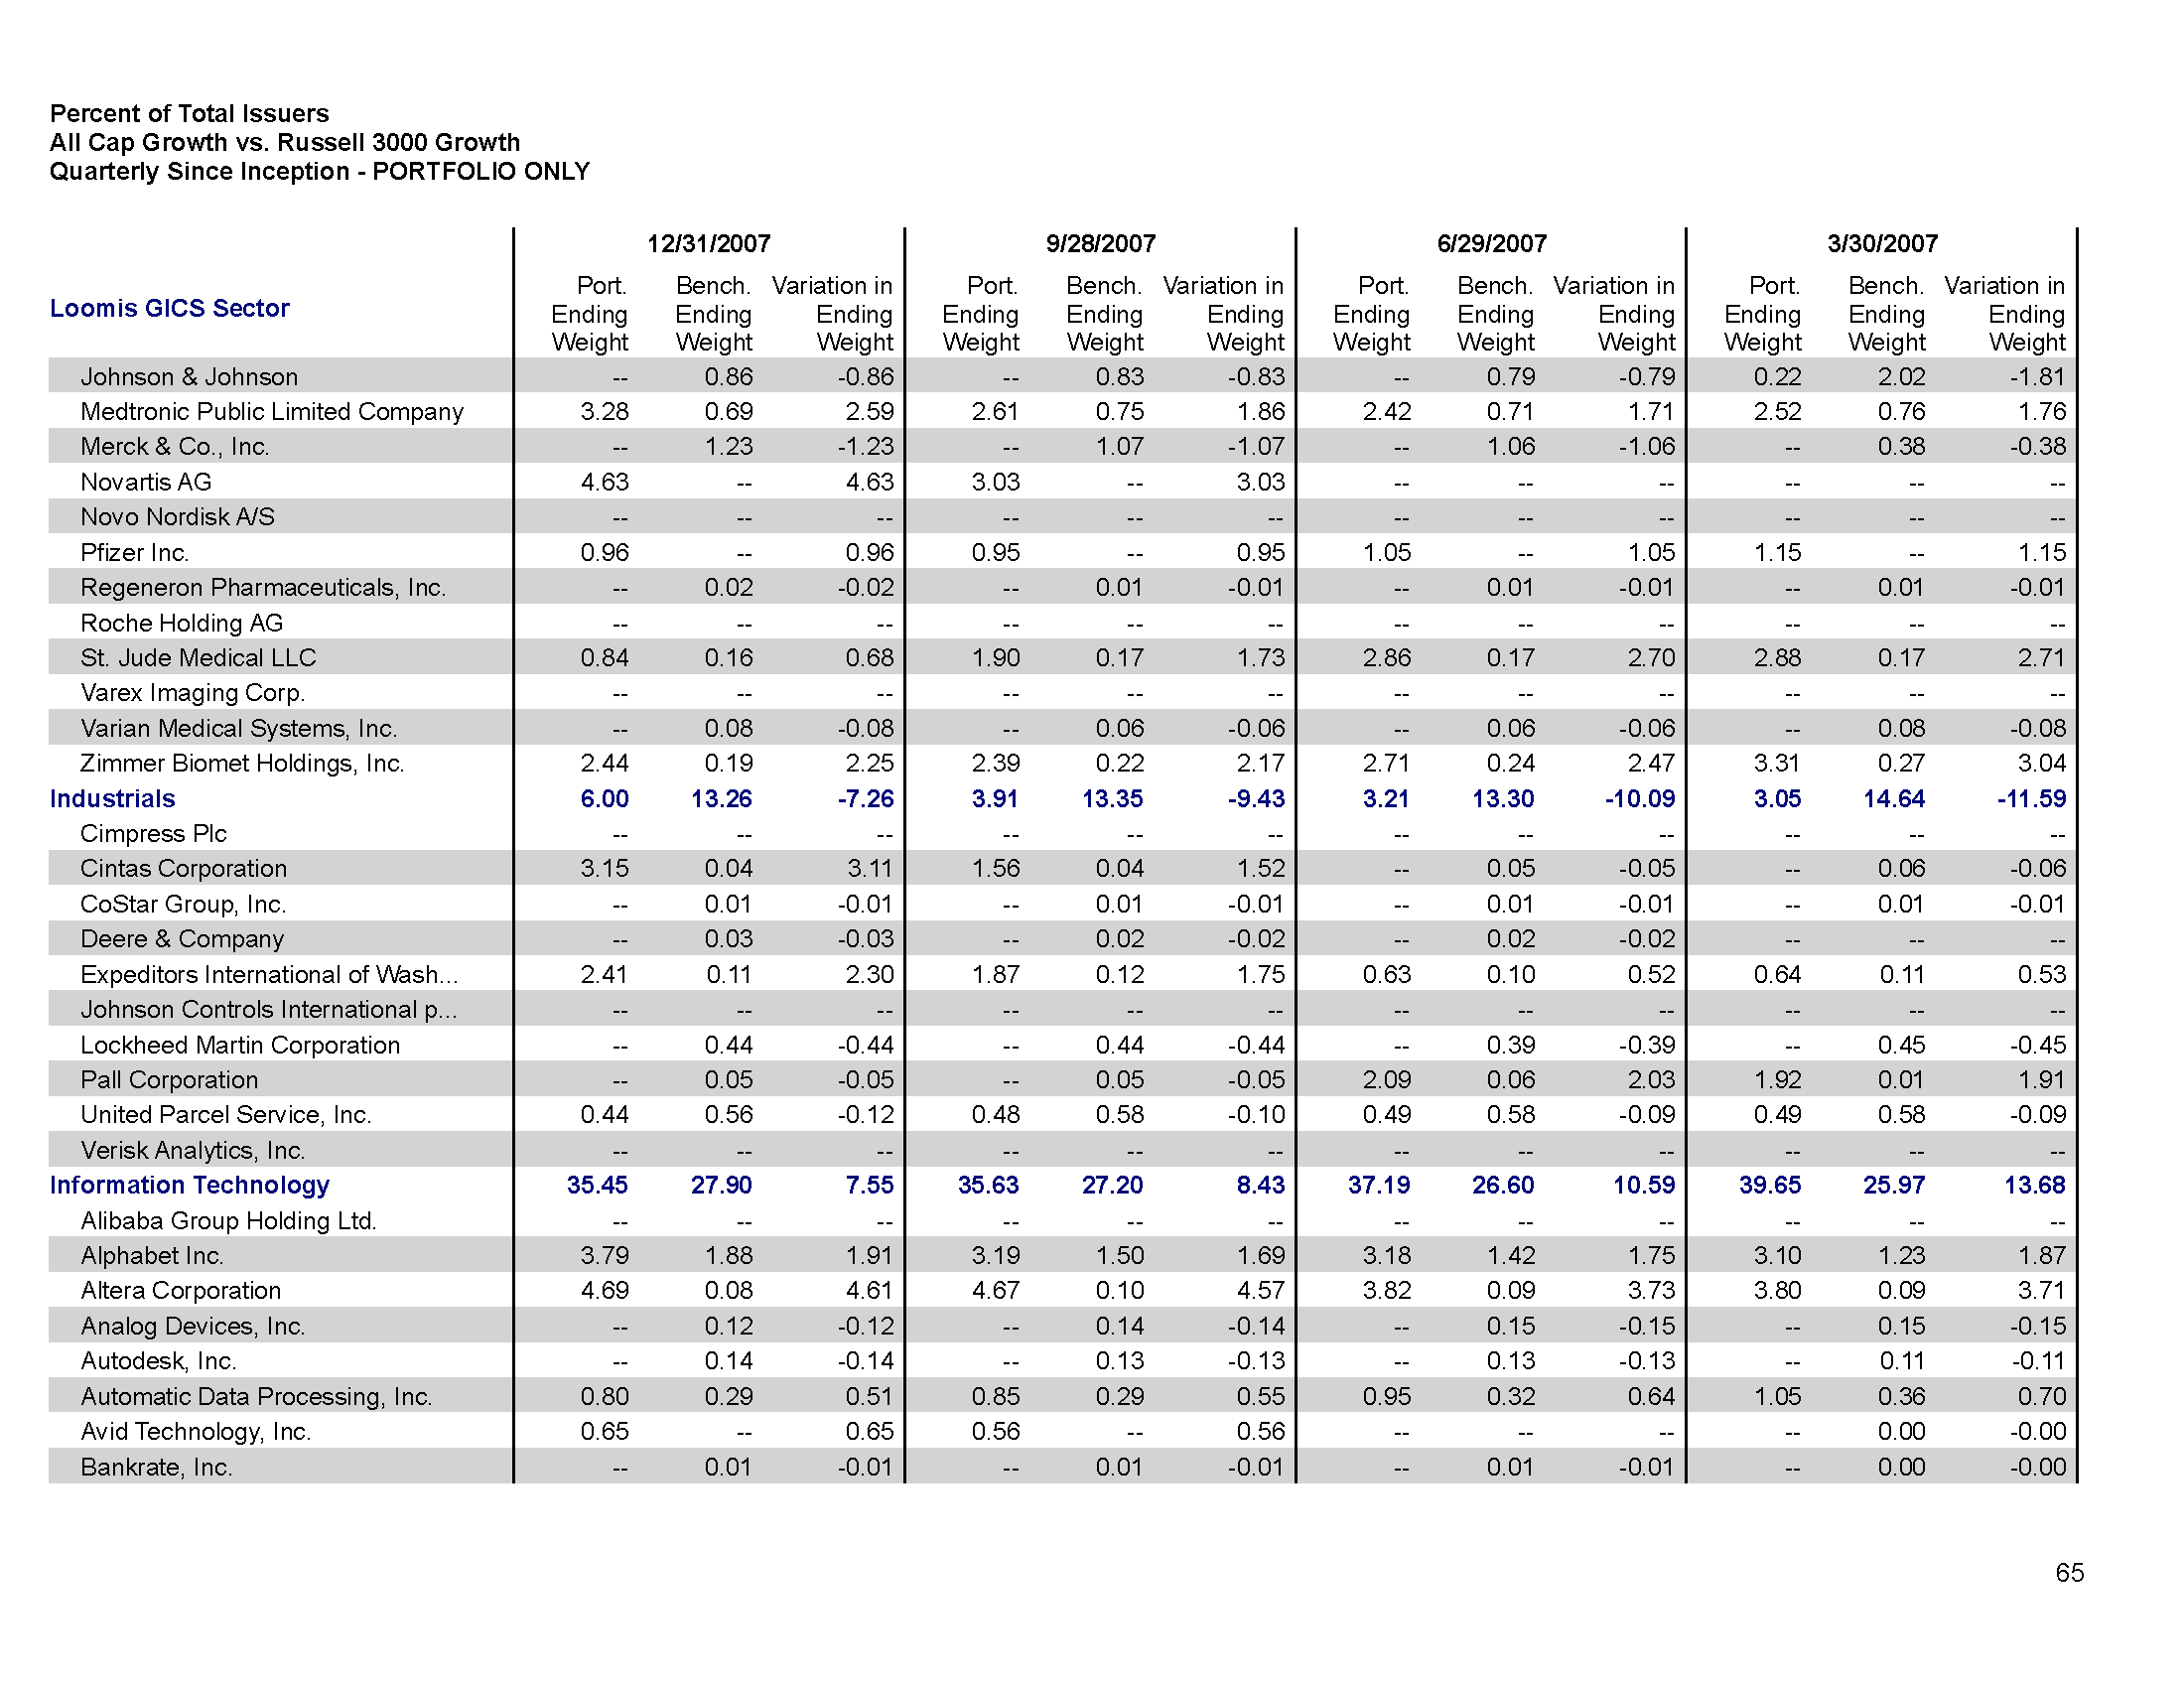 Percent of Total Issuers
All Cap Growth vs. Russell 3000 Growth
Quarterly Since Inception - PORTFOLIO ONLY
12/31/2007 9/28/2007 6/29/2007 3/30/2007
Loomis GICS Sector
Port. Bench. Variation in Port. Bench. Variation in Port. Bench. Variation in Port. Bench. Variation in
Ending Ending Ending Ending Ending Ending Ending Ending Ending Ending Ending Ending
Weight Weight Weight Weight Weight Weight Weight Weight Weight Weight Weight Weight
Johnson & Johnson -- 0.86 -0.86 -- 0.83 -0.83 -- 0.79 -0.79 0.22 2.02 -1.81
Medtronic Public Limited Company 3.28 0.69 2.59 2.61 0.75 1.86 2.42 0.71 1.71 2.52 0.76 1.76
Merck & Co., Inc. -- 1.23 -1.23 -- 1.07 -1.07 -- 1.06 -1.06 -- 0.38 -0.38
Novartis AG 4.63 -- 4.63 3.03 -- 3.03 -- -- -- -- -- --
Novo Nordisk A/S -- -- -- -- -- -- -- -- -- -- -- --
Pfizer Inc. 0.96 -- 0.96 0.95 -- 0.95 1.05 -- 1.05 1.15 -- 1.15
Regeneron Pharmaceuticals, Inc. -- 0.02 -0.02 -- 0.01 -0.01 -- 0.01 -0.01 -- 0.01 -0.01
Roche Holding AG -- -- -- -- -- -- -- -- -- -- -- --
St. Jude Medical LLC 0.84 0.16 0.68 1.90 0.17 1.73 2.86 0.17 2.70 2.88 0.17 2.71
Varex Imaging Corp. -- -- -- -- -- -- -- -- -- -- -- --
Varian Medical Systems, Inc. -- 0.08 -0.08 -- 0.06 -0.06 -- 0.06 -0.06 -- 0.08 -0.08
Zimmer Biomet Holdings, Inc. 2.44 0.19 2.25 2.39 0.22 2.17 2.71 0.24 2.47 3.31 0.27 3.04
Industrials 6.00 13.26 -7.26 3.91 13.35 -9.43 3.21 13.30 -10.09 3.05 14.64 -11.59
Cimpress Plc -- -- -- -- -- -- -- -- -- -- -- --
Cintas Corporation 3.15 0.04 3.11 1.56 0.04 1.52 -- 0.05 -0.05 -- 0.06 -0.06
CoStar Group, Inc. -- 0.01 -0.01 -- 0.01 -0.01 -- 0.01 -0.01 -- 0.01 -0.01
Deere & Company -- 0.03 -0.03 -- 0.02 -0.02 -- 0.02 -0.02 -- -- --
Expeditors International of Wash... 2.41 0.11 2.30 1.87 0.12 1.75 0.63 0.10 0.52 0.64 0.11 0.53
Johnson Controls International p... -- -- -- -- -- -- -- -- -- -- -- --
Lockheed Martin Corporation -- 0.44 -0.44 -- 0.44 -0.44 -- 0.39 -0.39 -- 0.45 -0.45
Pall Corporation -- 0.05 -0.05 -- 0.05 -0.05 2.09 0.06 2.03 1.92 0.01 1.91
United Parcel Service, Inc. 0.44 0.56 -0.12 0.48 0.58 -0.10 0.49 0.58 -0.09 0.49 0.58 -0.09
Verisk Analytics, Inc. -- -- -- -- -- -- -- -- -- -- -- --
Information Technology 35.45 27.90 7.55 35.63 27.20 8.43 37.19 26.60 10.59 39.65 25.97 13.68
Alibaba Group Holding Ltd. -- -- -- -- -- -- -- -- -- -- -- --
Alphabet Inc. 3.79 1.88 1.91 3.19 1.50 1.69 3.18 1.42 1.75 3.10 1.23 1.87
Altera Corporation 4.69 0.08 4.61 4.67 0.10 4.57 3.82 0.09 3.73 3.80 0.09 3.71
Analog Devices, Inc. -- 0.12 -0.12 -- 0.14 -0.14 -- 0.15 -0.15 -- 0.15 -0.15
Autodesk, Inc. -- 0.14 -0.14 -- 0.13 -0.13 -- 0.13 -0.13 -- 0.11 -0.11
Automatic Data Processing, Inc. 0.80 0.29 0.51 0.85 0.29 0.55 0.95 0.32 0.64 1.05 0.36 0.70
Avid Technology, Inc. 0.65 -- 0.65 0.56 -- 0.56 -- -- -- -- 0.00 -0.00
Bankrate, Inc. -- 0.01 -0.01 -- 0.01 -0.01 -- 0.01 -0.01 -- 0.00 -0.00
65